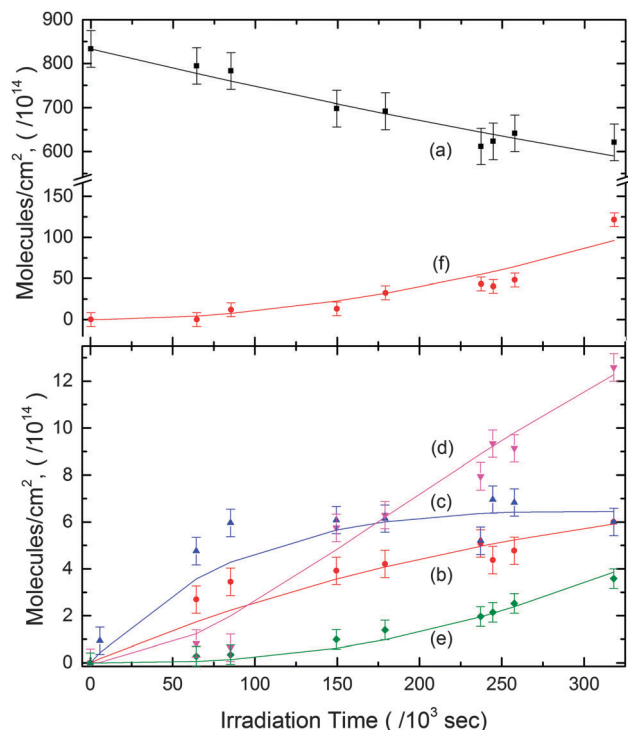 900
800
700
600
100
50
0
Molecules/cm², ( /10¹⁴)
(a)
(f)
12
10
8
6
4
2
0
Molecules/cm², ( /10¹⁴)
(d)
(c)
(b)
(e)
0 50 100 150 200 250 300
Irradiation Time ( /10³ sec)